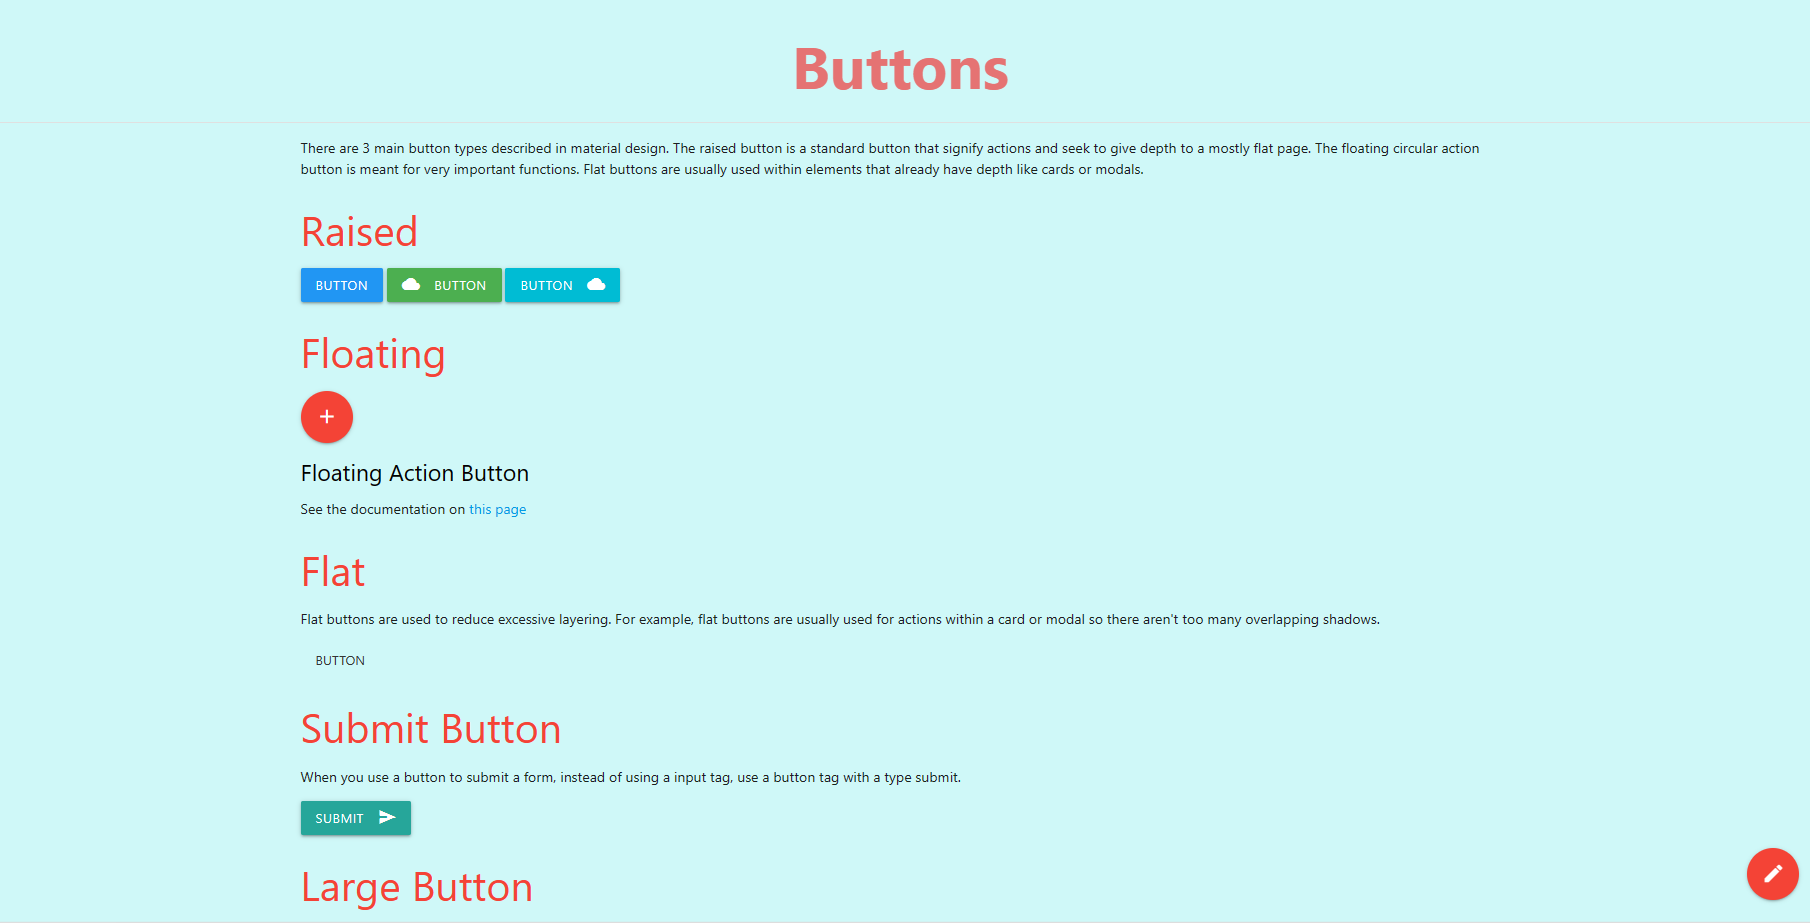 Buttons
There are 3 main button types described in material design. The raised button is a standard button that signify actions and seek to give depth to a mostly flat page. The floating circular action
button is meant for very important functions. Flat buttons are usually used within elements that already have depth like cards or modals.
Raised
BUTTON BUTTON BUTTON
Floating
Floating Action Button
See the documentation on this page
Flat
Flat buttons are used to reduce excessive layering. For example, flat buttons are usually used for actions within a card or modal so there aren't too many overlapping shadows.
BUTTON
Submit Button
When you use a button to submit a form, instead of using a input tag, use a button tag with a type submit.
SUBMIT
Large Button